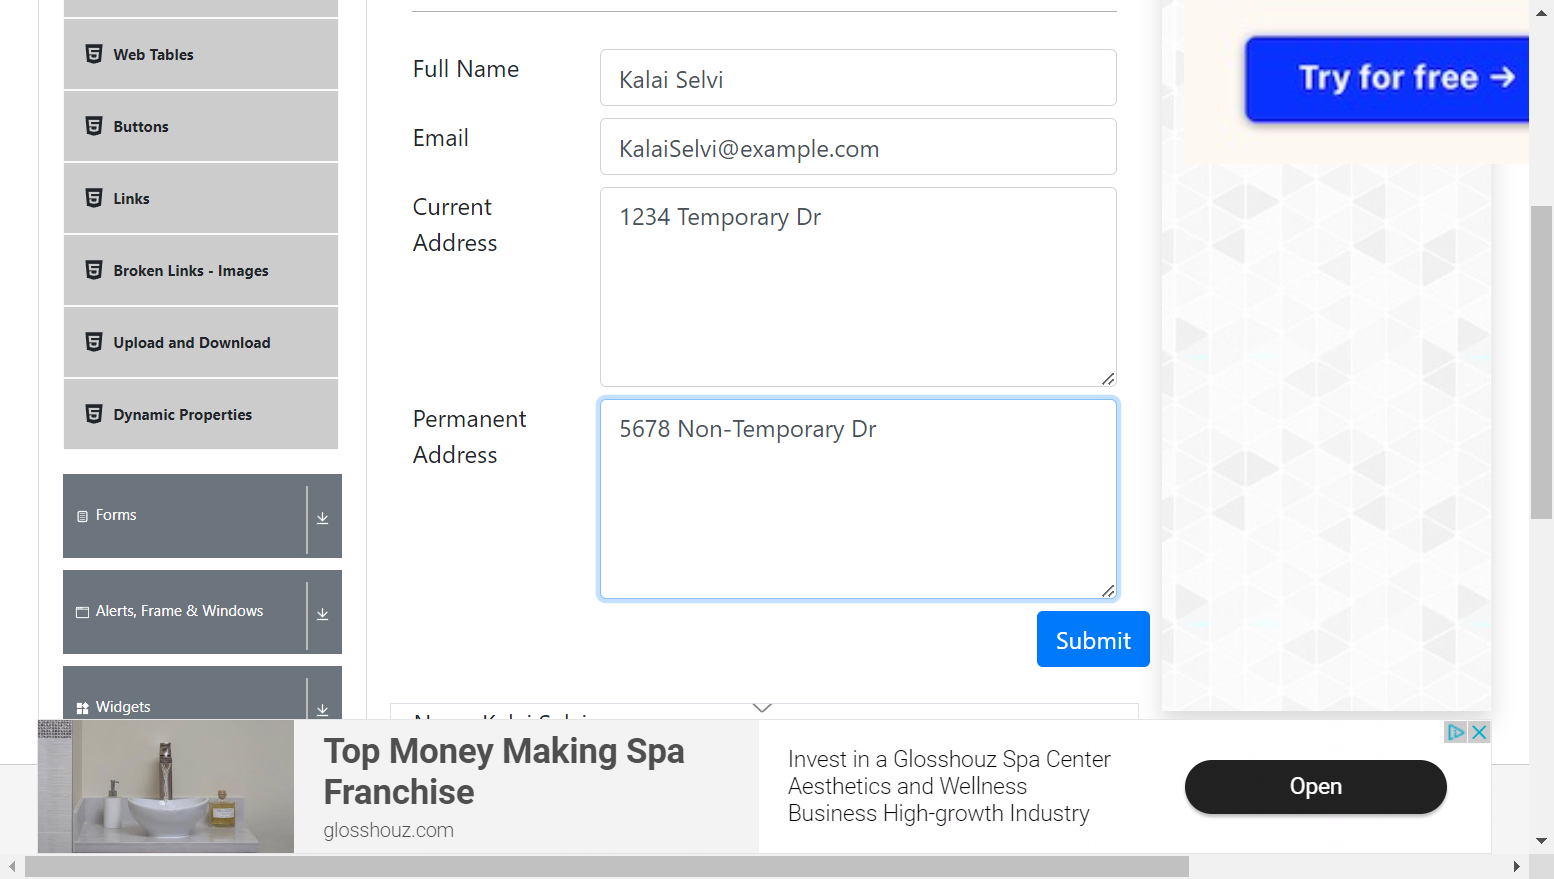 Web Tables
Buttons
Links
Broken Links - Images
Upload and Download
Dynamic Properties
Forms
Alerts, Frame & Windows
Widgets
Full Name
Kalai Selvi
Email
KalaiSelvi@example.com
Current
Address
1234 Temporary Dr
Permanent
Address
5678 Non-Temporary Dr
Submit
Try for free →
Top Money Making Spa
Franchise
glosshouz.com
Invest in a Glosshouz Spa Center
Aesthetics and Wellness
Business High-growth Industry
Open